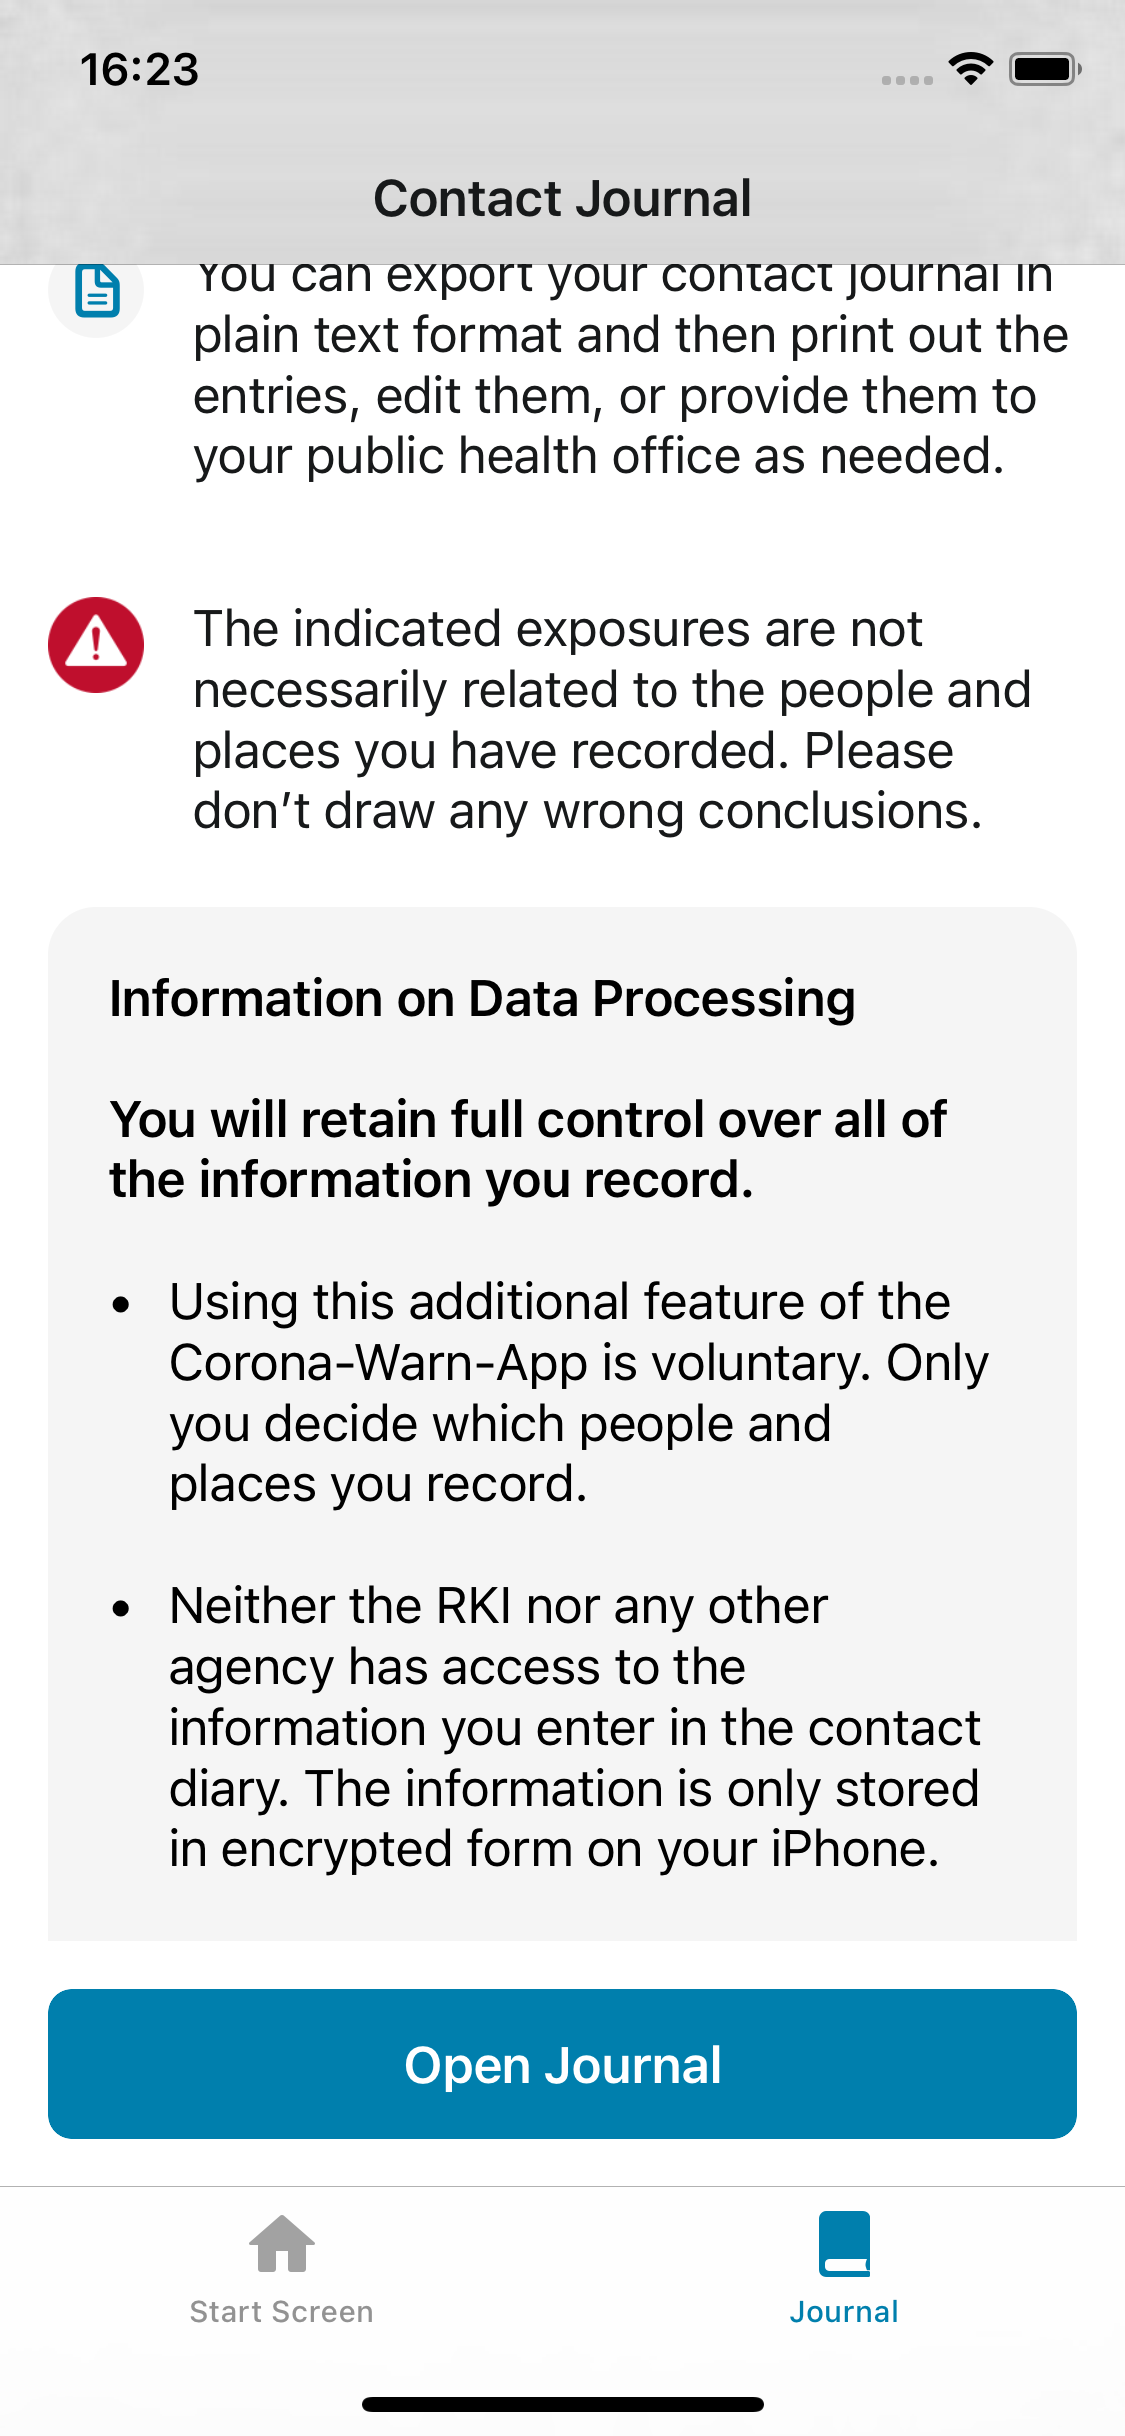 16:23
Contact Journal
You can export your contact journal in
plain text format and then print out the
entries, edit them, or provide them to
your public health office as needed.
The indicated exposures are not
necessarily related to the people and
places you have recorded. Please
don’t draw any wrong conclusions.
Information on Data Processing
You will retain full control over all of
the information you record.
• Using this additional feature of the
Corona-Warn-App is voluntary. Only
you decide which people and
places you record.
• Neither the RKI nor any other
agency has access to the
information you enter in the contact
diary. The information is only stored
in encrypted form on your iPhone.
Open Journal
Start Screen
Journal